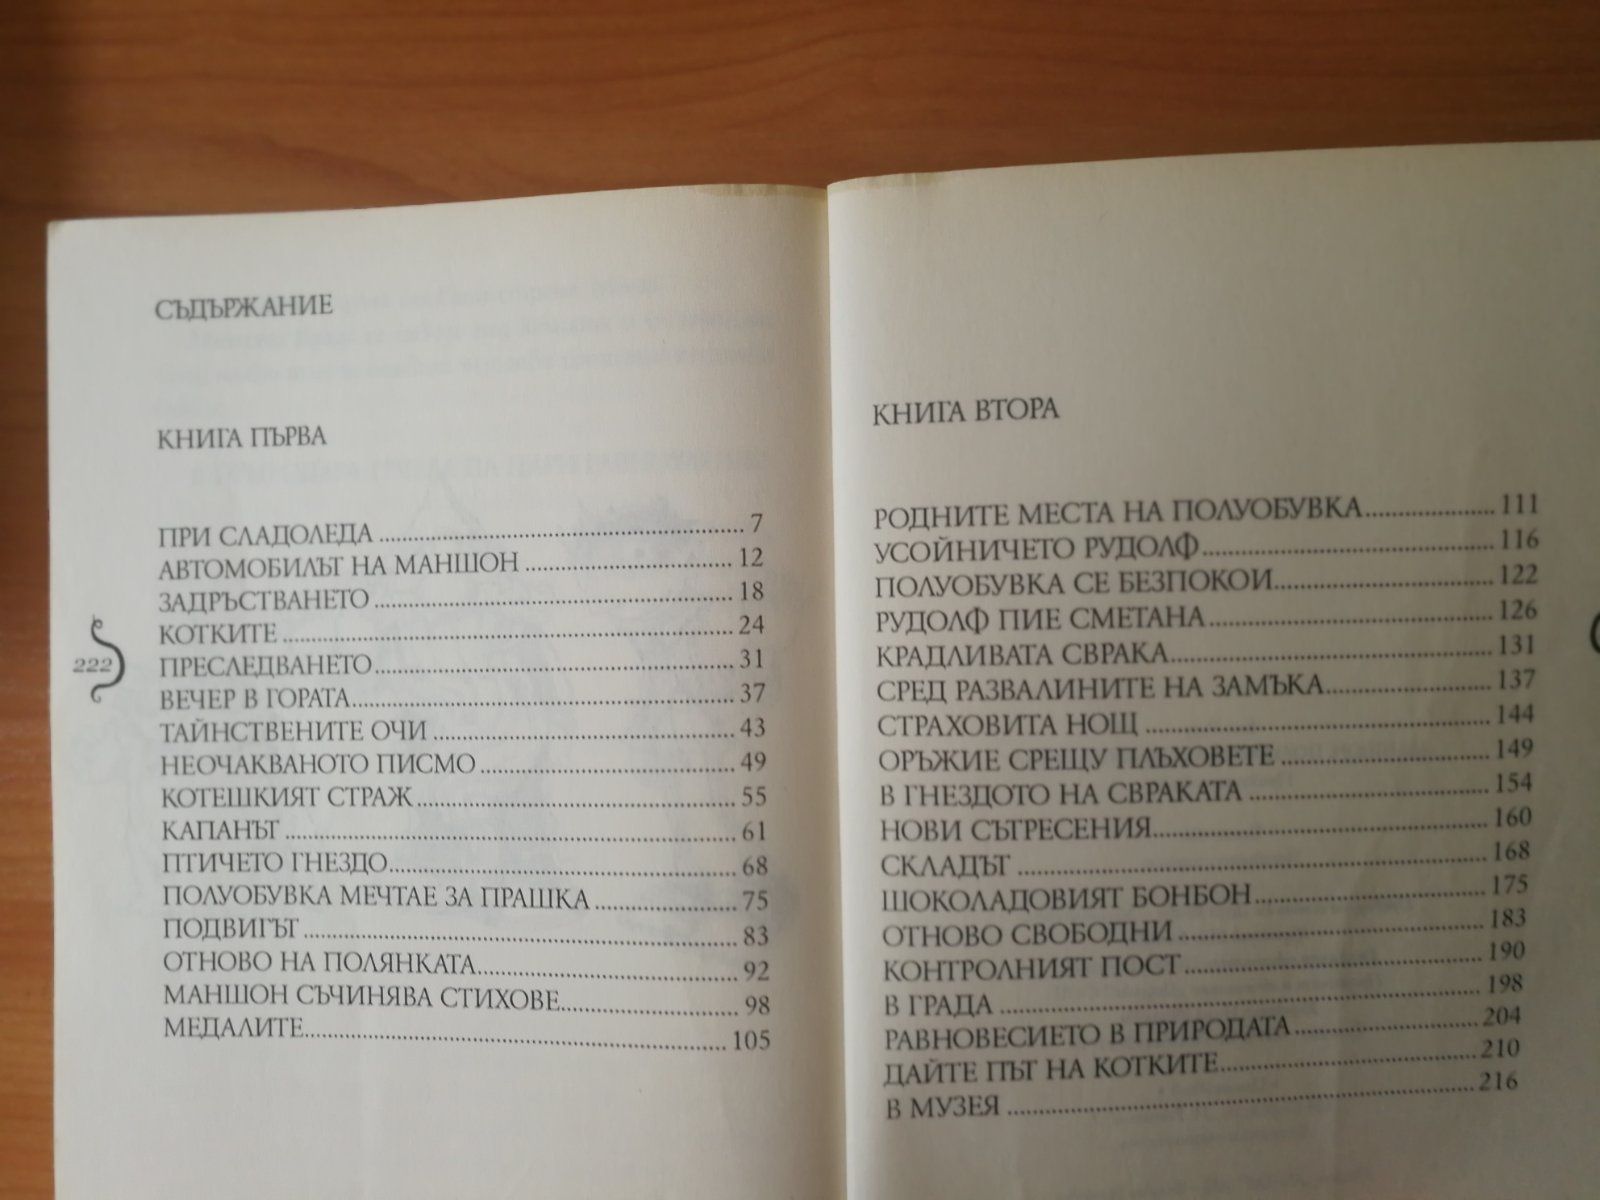 СЪДЪРЖАНИЕ
КНИГА ПЪРВА
ПРИ СЛАДОЛЕДА ........ 7
АВТОМОБИЛЪТ НА МАНШОН ........ 12
ЗАДРЪСТВАНЕТО ........ 18
КОТКИТЕ ........ 24
ПРЕСЛЕДВАНЕТО ........ 31
ВЕЧЕР В ГОРАТА ........ 37
ТАЙНСТВЕНИТЕ ОЧИ ........ 43
НЕОЧАКВАНОТО ПИСМО ........ 49
КОТЕШКИЯТ СТРАЖ ........ 55
КАПАНЪТ ........ 61
ПТИЧЕТО ГНЕЗДО ........ 68
ПОЛУОБУВКА МЕЧТАЕ ЗА ПРАШКА ........ 75
ПОДВИГЪТ ........ 83
ОТНОВО НА ПОЛЯНКАТА ........ 92
МАНШОН СЪЧИНЯВА СТИХОВЕ ........ 98
МЕДАЛИТЕ ........ 105
222
КНИГА ВТОРА
РОДНИТЕ МЕСТА НА ПОЛУОБУВКА ........ 111
УСОЙНИЧЕТО РУДОЛФ ........ 116
ПОЛУОБУВКА СЕ БЕЗПОКОИ ........ 122
РУДОЛФ ПИЕ СМЕТАНА ........ 126
КРАДЛИВАТА СВРАКА ........ 131
СРЕД РАЗВАЛИНИТЕ НА ЗАМЪКА ........ 137
СТРАХОВИТА НОЩ ........ 144
ОРЪЖИЕ СРЕЩУ ПЛЪХОВЕТЕ ........ 149
В ГНЕЗДОТО НА СВРАКАТА ........ 154
НОВИ СЪТРЕСЕНИЯ ........ 160
СКЛАДЪТ ........ 168
ШОКОЛАДОВИЯТ БОНБОН ........ 175
ОТНОВО СВОБОДНИ ........ 183
КОНТРОЛНИЯТ ПОСТ ........ 190
В ГРАДА ........ 198
РАВНОВЕСИЕТО В ПРИРОДАТА ........ 204
ДАЙТЕ ПЪТ НА КОТКИТЕ ........ 210
В МУЗЕЯ ........ 216